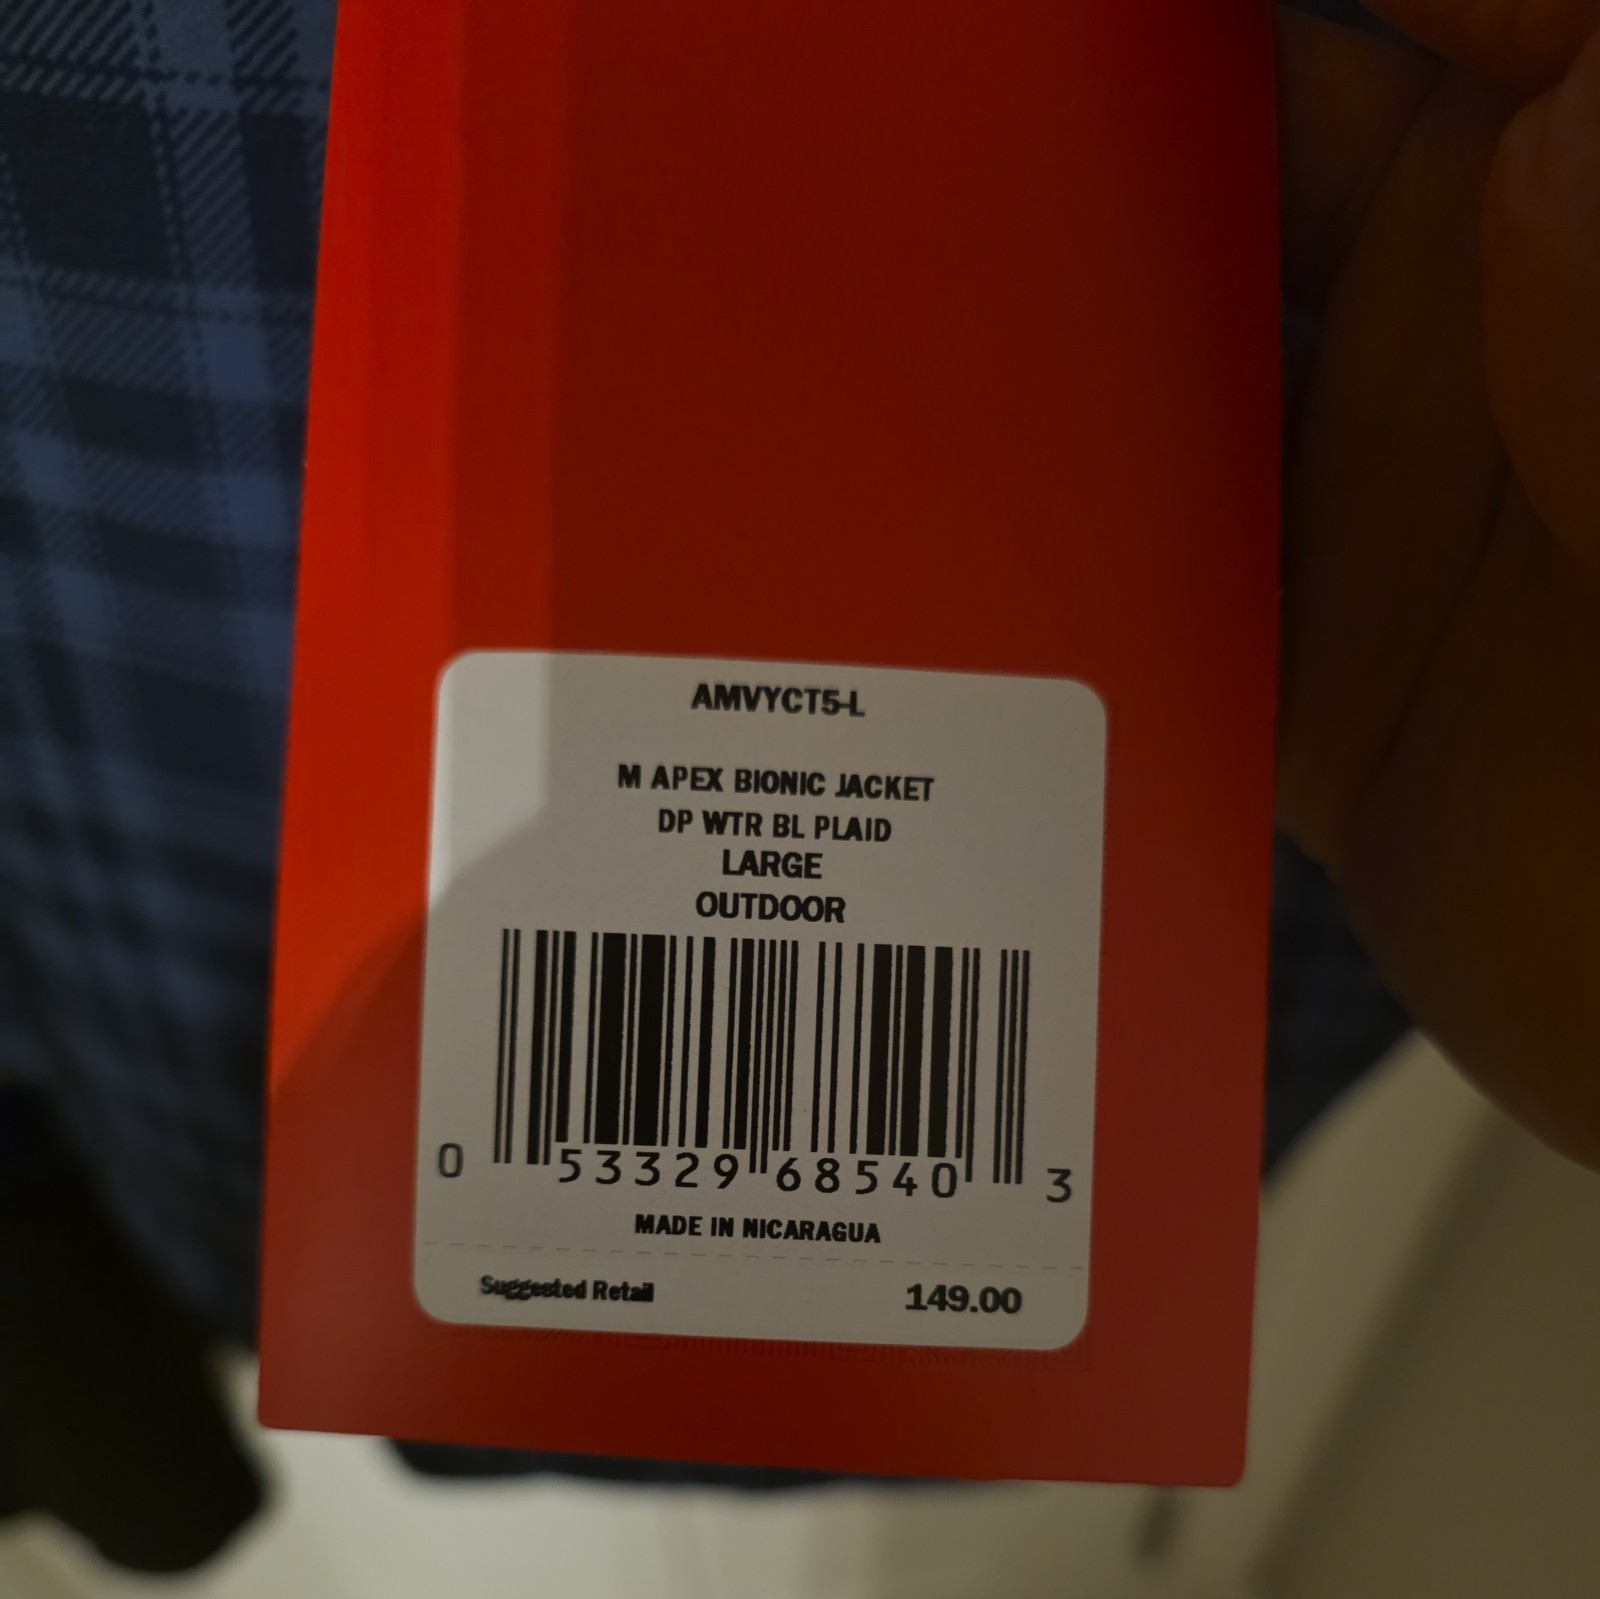 AMVYCT5-L
M APEX BIONIC JACKET
DP WTR BL PLAID
LARGE
OUTDOOR
0 53329 68540 3
MADE IN NICARAGUA
Suggested Retail 149.00